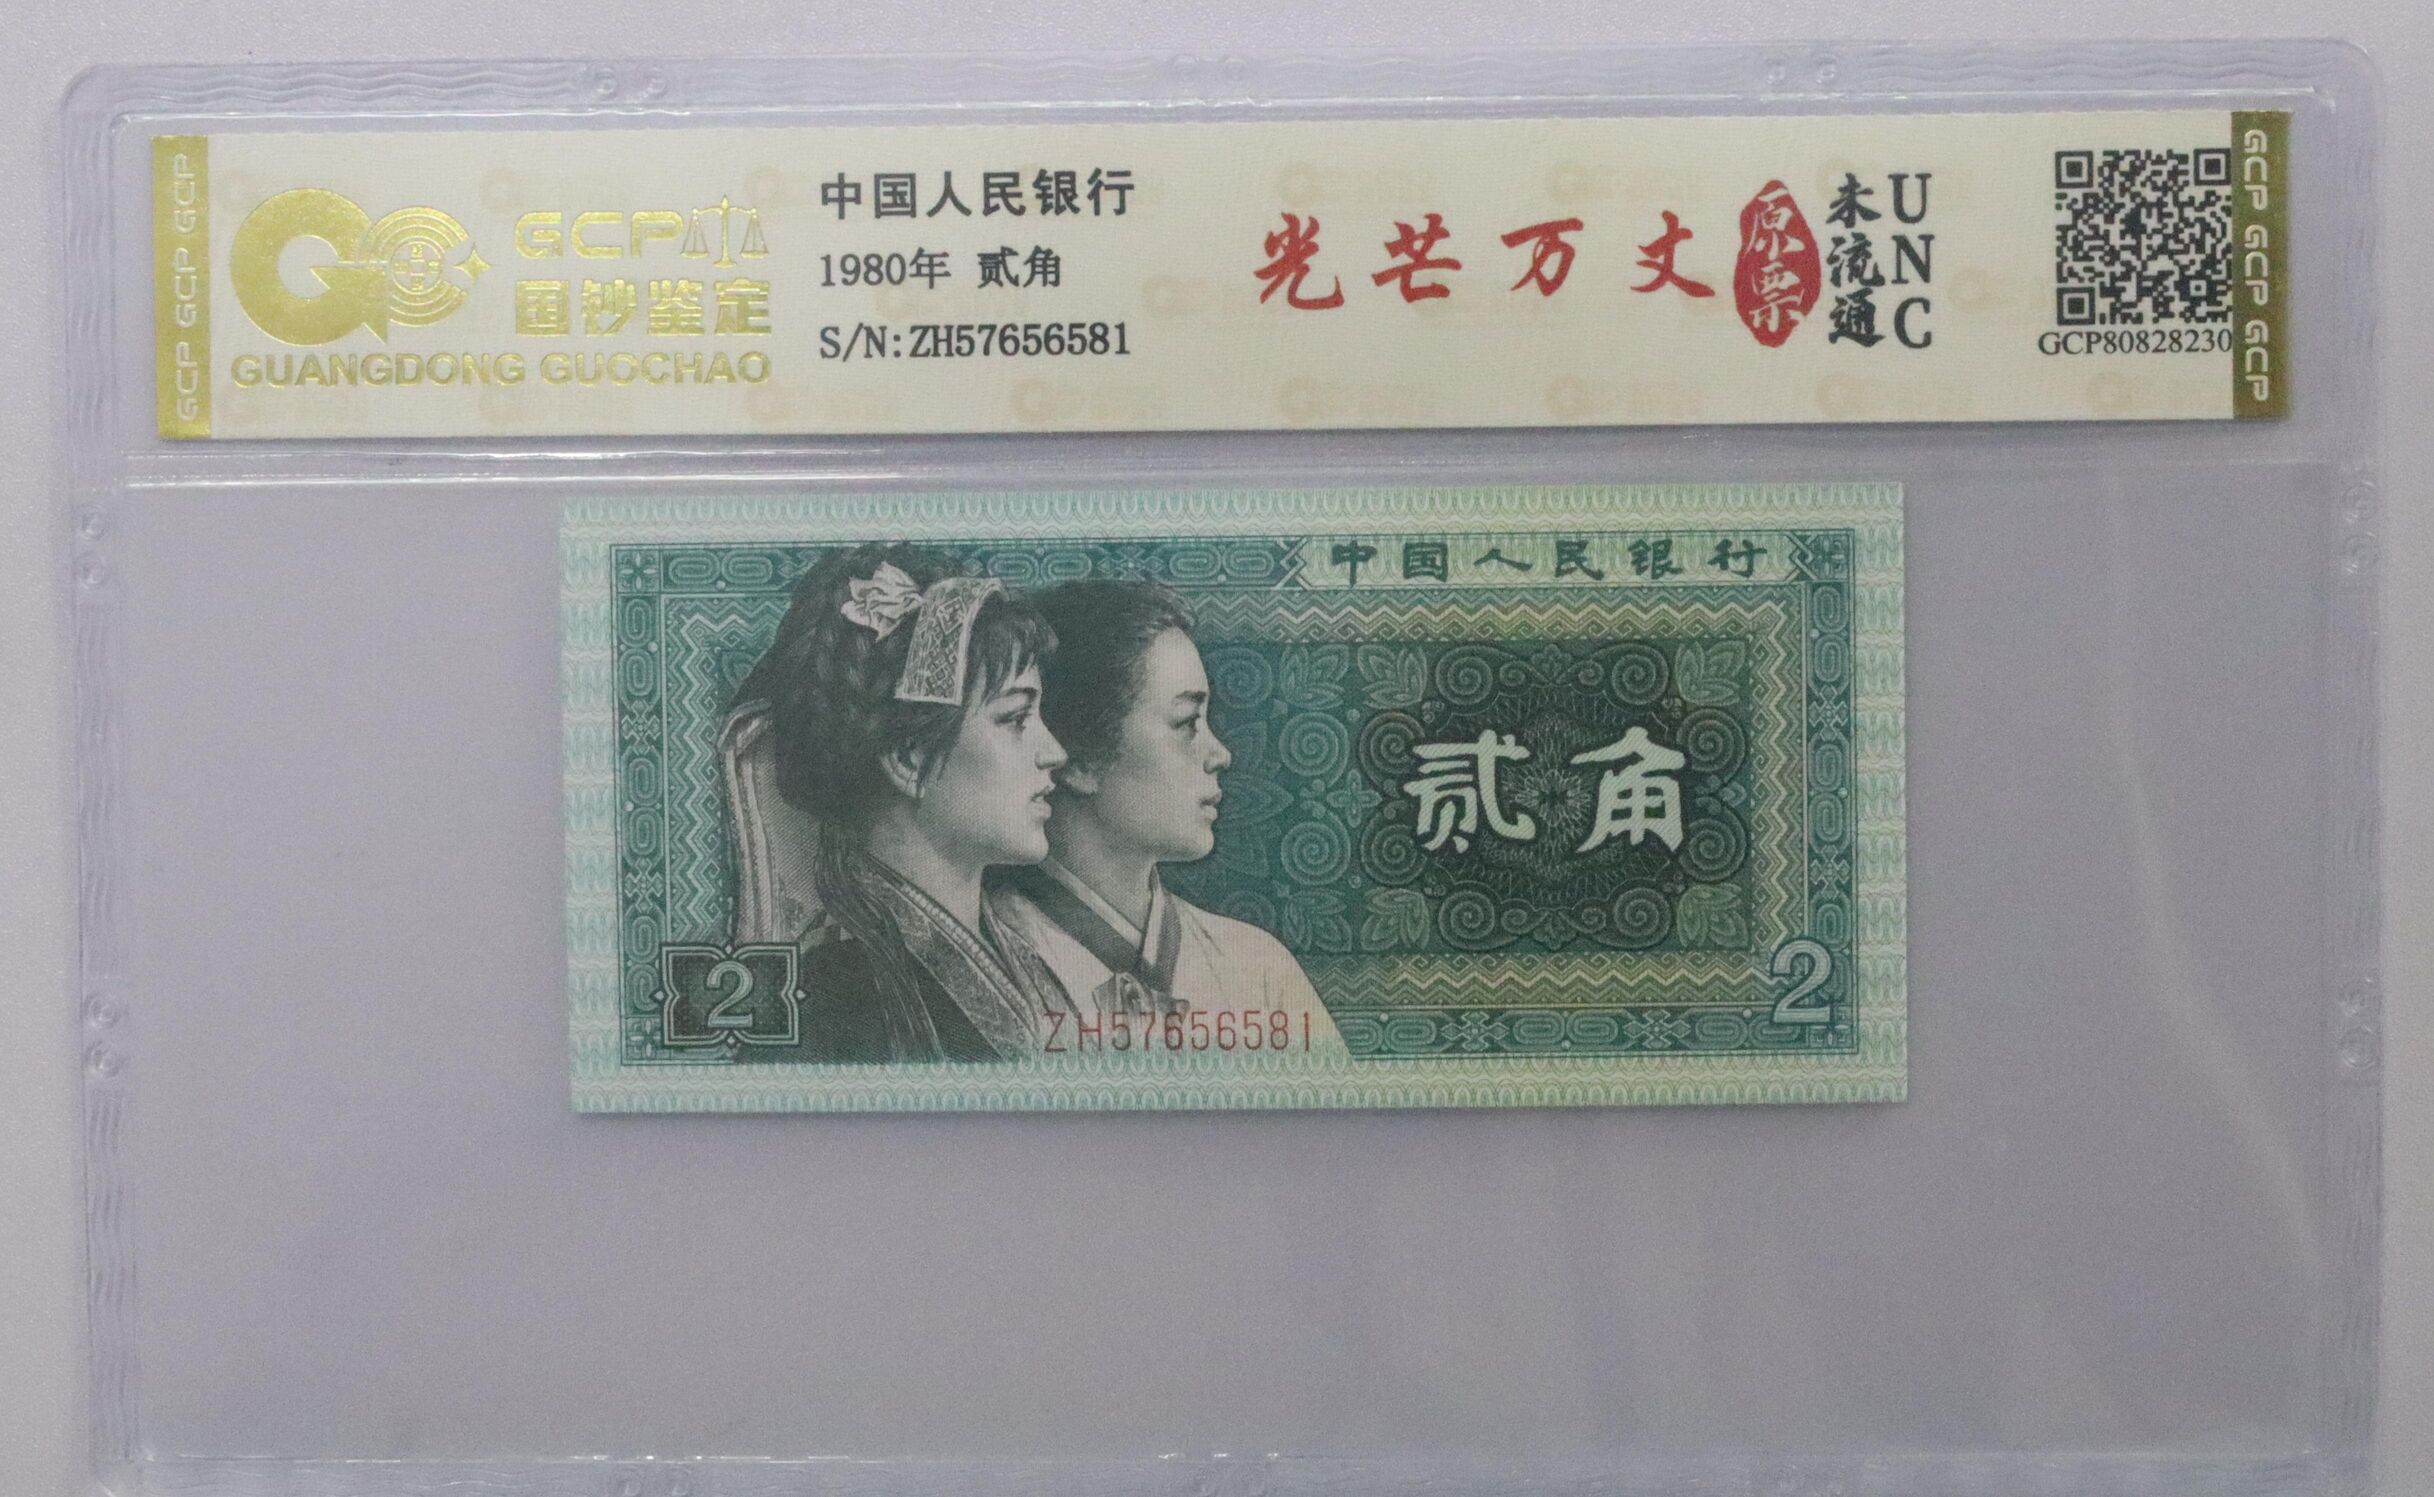 GCP GCP GCP
GCP
国钞鉴定
GUANGDONG GUOCHAO
中国人民银行
1980年 贰角
S/N:ZH57656581
光芒万丈
原票
未流通
UNC
GCP80828230
GCP GCP GCP
中国人民银行
贰角
2
2
ZH57656581